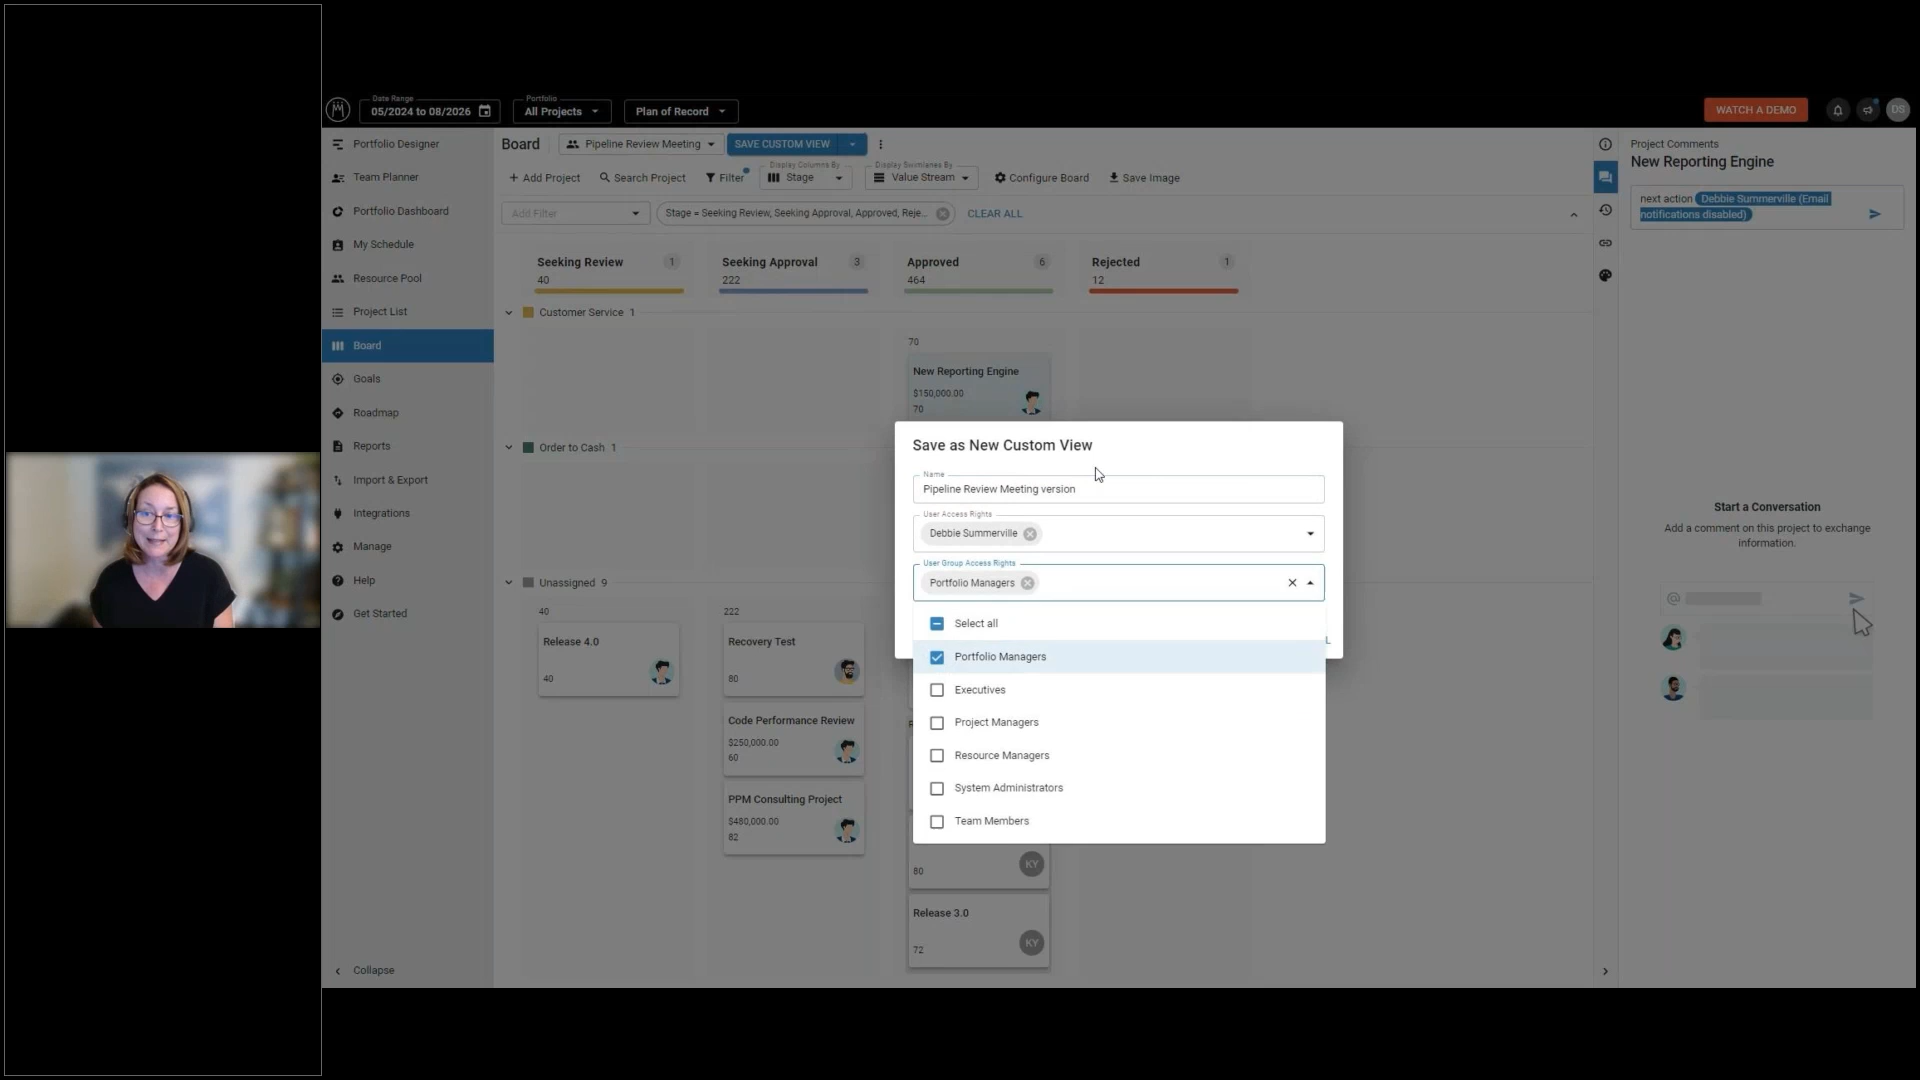 Date Range
05/2024 to 08/2026
Portfolio
All Projects
Plan of Record
WATCH A DEMO
DS
Portfolio Designer
Team Planner
Portfolio Dashboard
My Schedule
Resource Pool
Project List
Board
Goals
Roadmap
Reports
Import & Export
Integrations
Manage
Help
Get Started
Collapse
Board
Pipeline Review Meeting
SAVE CUSTOM VIEW
Add Project
Search Project
Filter
Display Columns By
Stage
Display Swimlanes By
Value Stream
Configure Board
Save Image
Add Filter
Stage = Seeking Review, Seeking Approval, Approved, Reje...
CLEAR ALL
Seeking Review 1
40
Seeking Approval 3
222
Approved 6
464
Rejected 1
12
Customer Service 1
70
New Reporting Engine
$150,000.00
70
Order to Cash 1
Unassigned 9
40
Release 4.0
40
222
Recovery Test
80
Code Performance Review
$250,000.00
60
PPM Consulting Project
$480,000.00
82
80
KY
Release 3.0
72
KY
Save as New Custom View
Name
Pipeline Review Meeting version
User Access Rights
Debbie Summerville
User Group Access Rights
Portfolio Managers
Select all
Portfolio Managers
Executives
Project Managers
Resource Managers
System Administrators
Team Members
Project Comments
New Reporting Engine
next action Debbie Summerville (Email
notifications disabled)
Start a Conversation
Add a comment on this project to exchange
information.
@